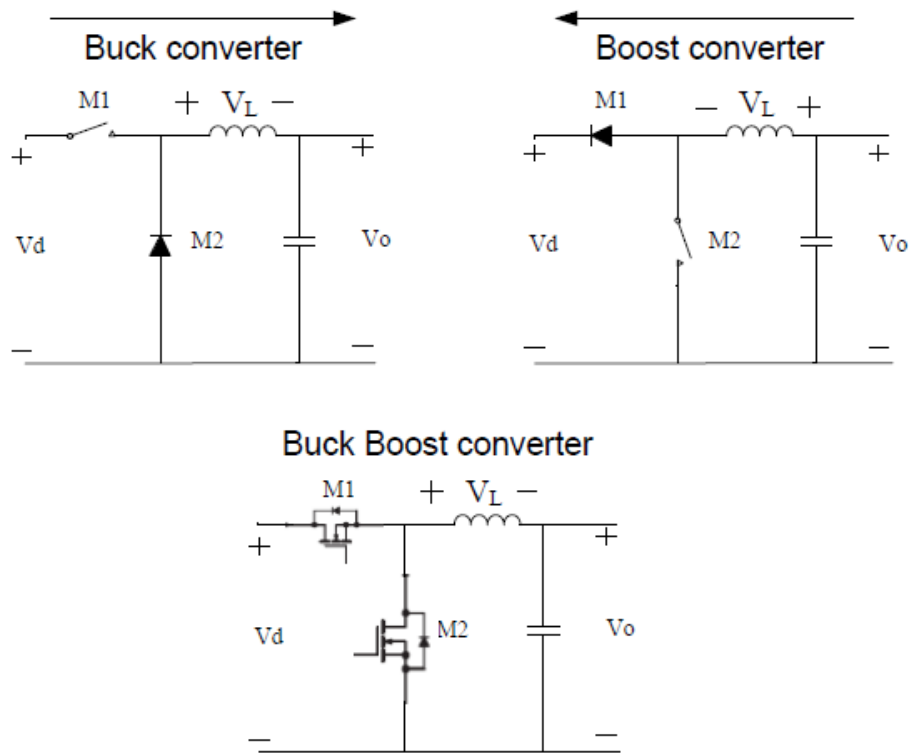 Buck converter
M1
+ VL −
+
+
Vd
M2
Vo
−
−
Boost converter
M1
− VL +
+
+
Vd
M2
Vo
−
−
Buck Boost converter
M1
+ VL −
+
+
Vd
M2
Vo
−
−